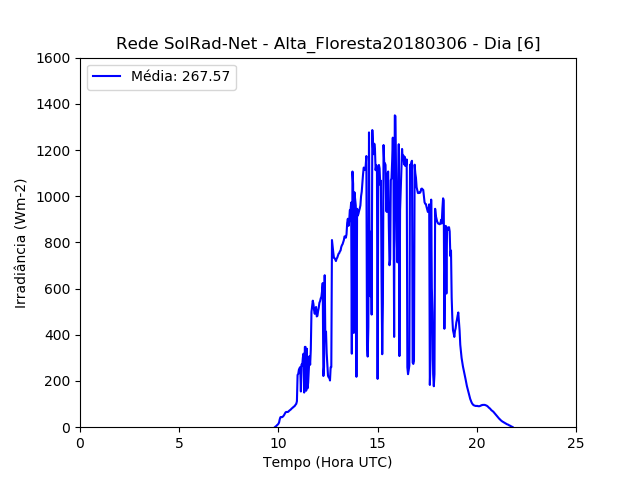 Rede SolRad-Net - Alta_Floresta20180306 - Dia [6]
Média: 267.57
Irradiância (Wm-2)
1600
1400
1200
1000
800
600
400
200
0
0 5 10 15 20 25
Tempo (Hora UTC)